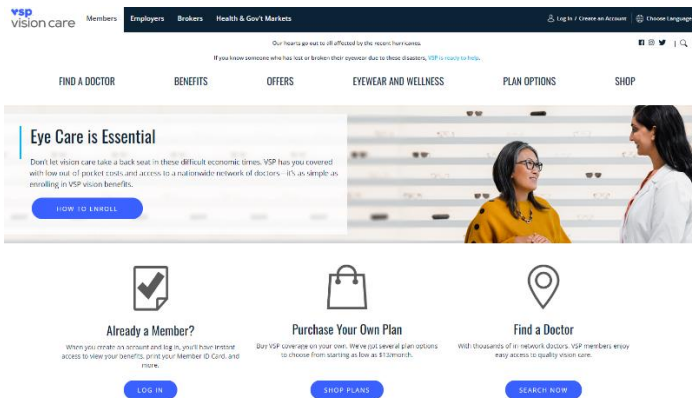 vsp
vision care
Members
Employers
Brokers
Health & Gov't Markets
Log In / Create an Account
Choose Language
Our hearts go out to all affected by the recent hurricanes.
If you know someone who has lost or broken their eyewear due to these disasters, VSP is ready to help.
FIND A DOCTOR
BENEFITS
OFFERS
EYEWEAR AND WELLNESS
PLAN OPTIONS
SHOP
Eye Care is Essential
Don't let vision care take a back seat in these difficult economic times. VSP has you covered
with low out of pocket costs and access to a nationwide network of doctors – it's as simple as
enrolling in VSP vision benefits.
HOW TO ENROLL
Already a Member?
When you create an account and log in, you'll have instant
access to view your benefits, print your Member ID Card, and
more.
LOG IN
Purchase Your Own Plan
Buy VSP coverage on your own. We've got several plan options
to choose from starting as low as $13/month.
SHOP PLANS
Find a Doctor
With thousands of in network doctors, VSP members enjoy
easy access to quality vision care.
SEARCH NOW